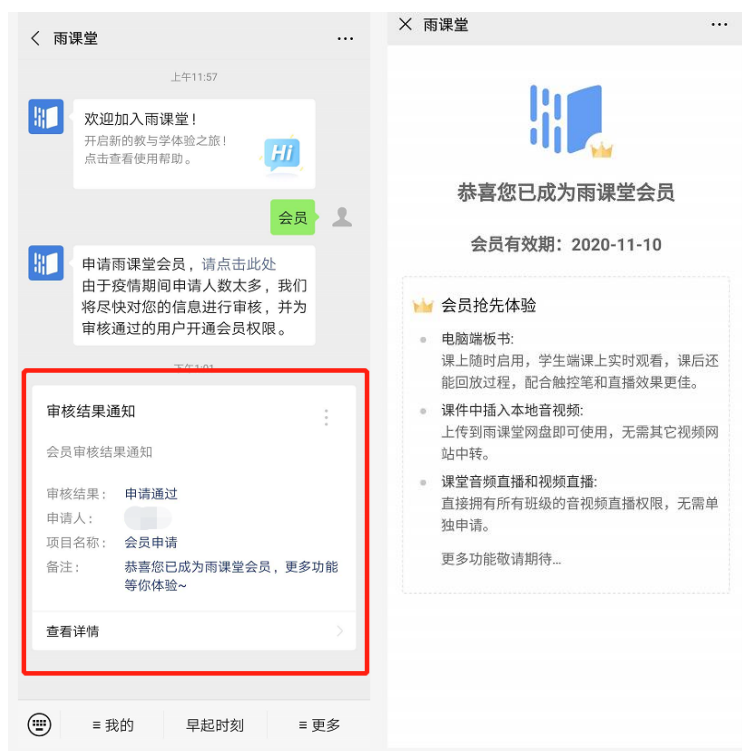 雨课堂
上午11:57
欢迎加入雨课堂！
开启新的教与学体验之旅！
点击查看使用帮助。
Hi
会员
申请雨课堂会员，请点击此处
由于疫情期间申请人数太多，我们
将尽快对您的信息进行审核，并为
审核通过的用户开通会员权限。
下午1:01
审核结果通知
会员审核结果通知
审核结果： 申请通过
申请人：
项目名称： 会员申请
备注： 恭喜您已成为雨课堂会员，更多功能
等你体验~
查看详情
我的
早起时刻
更多
雨课堂
恭喜您已成为雨课堂会员
会员有效期：2020-11-10
会员抢先体验
电脑端板书:
课上随时启用，学生端课上实时观看，课后还
能回放过程，配合触控笔和直播效果更佳。
课件中插入本地音视频:
上传到雨课堂网盘即可使用，无需其它视频网
站中转。
课堂音频直播和视频直播:
直接拥有所有班级的音视频直播权限，无需单
独申请。
更多功能敬请期待...